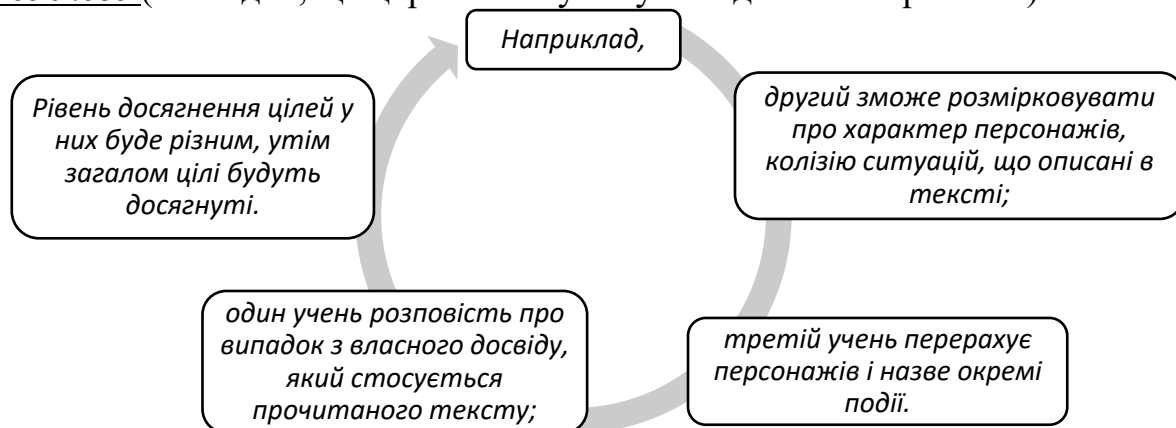 Наприклад,
другий зможе розмірковувати
про характер персонажів,
колізію ситуацій, що описані в
тексті;
третій учень перерахує
персонажів і назве окремі
події.
один учень розповість про
випадок з власного досвіду,
який стосується
прочитаного тексту;
Рівень досягнення цілей у
них буде різним, утім
загалом цілі будуть
досягнуті.